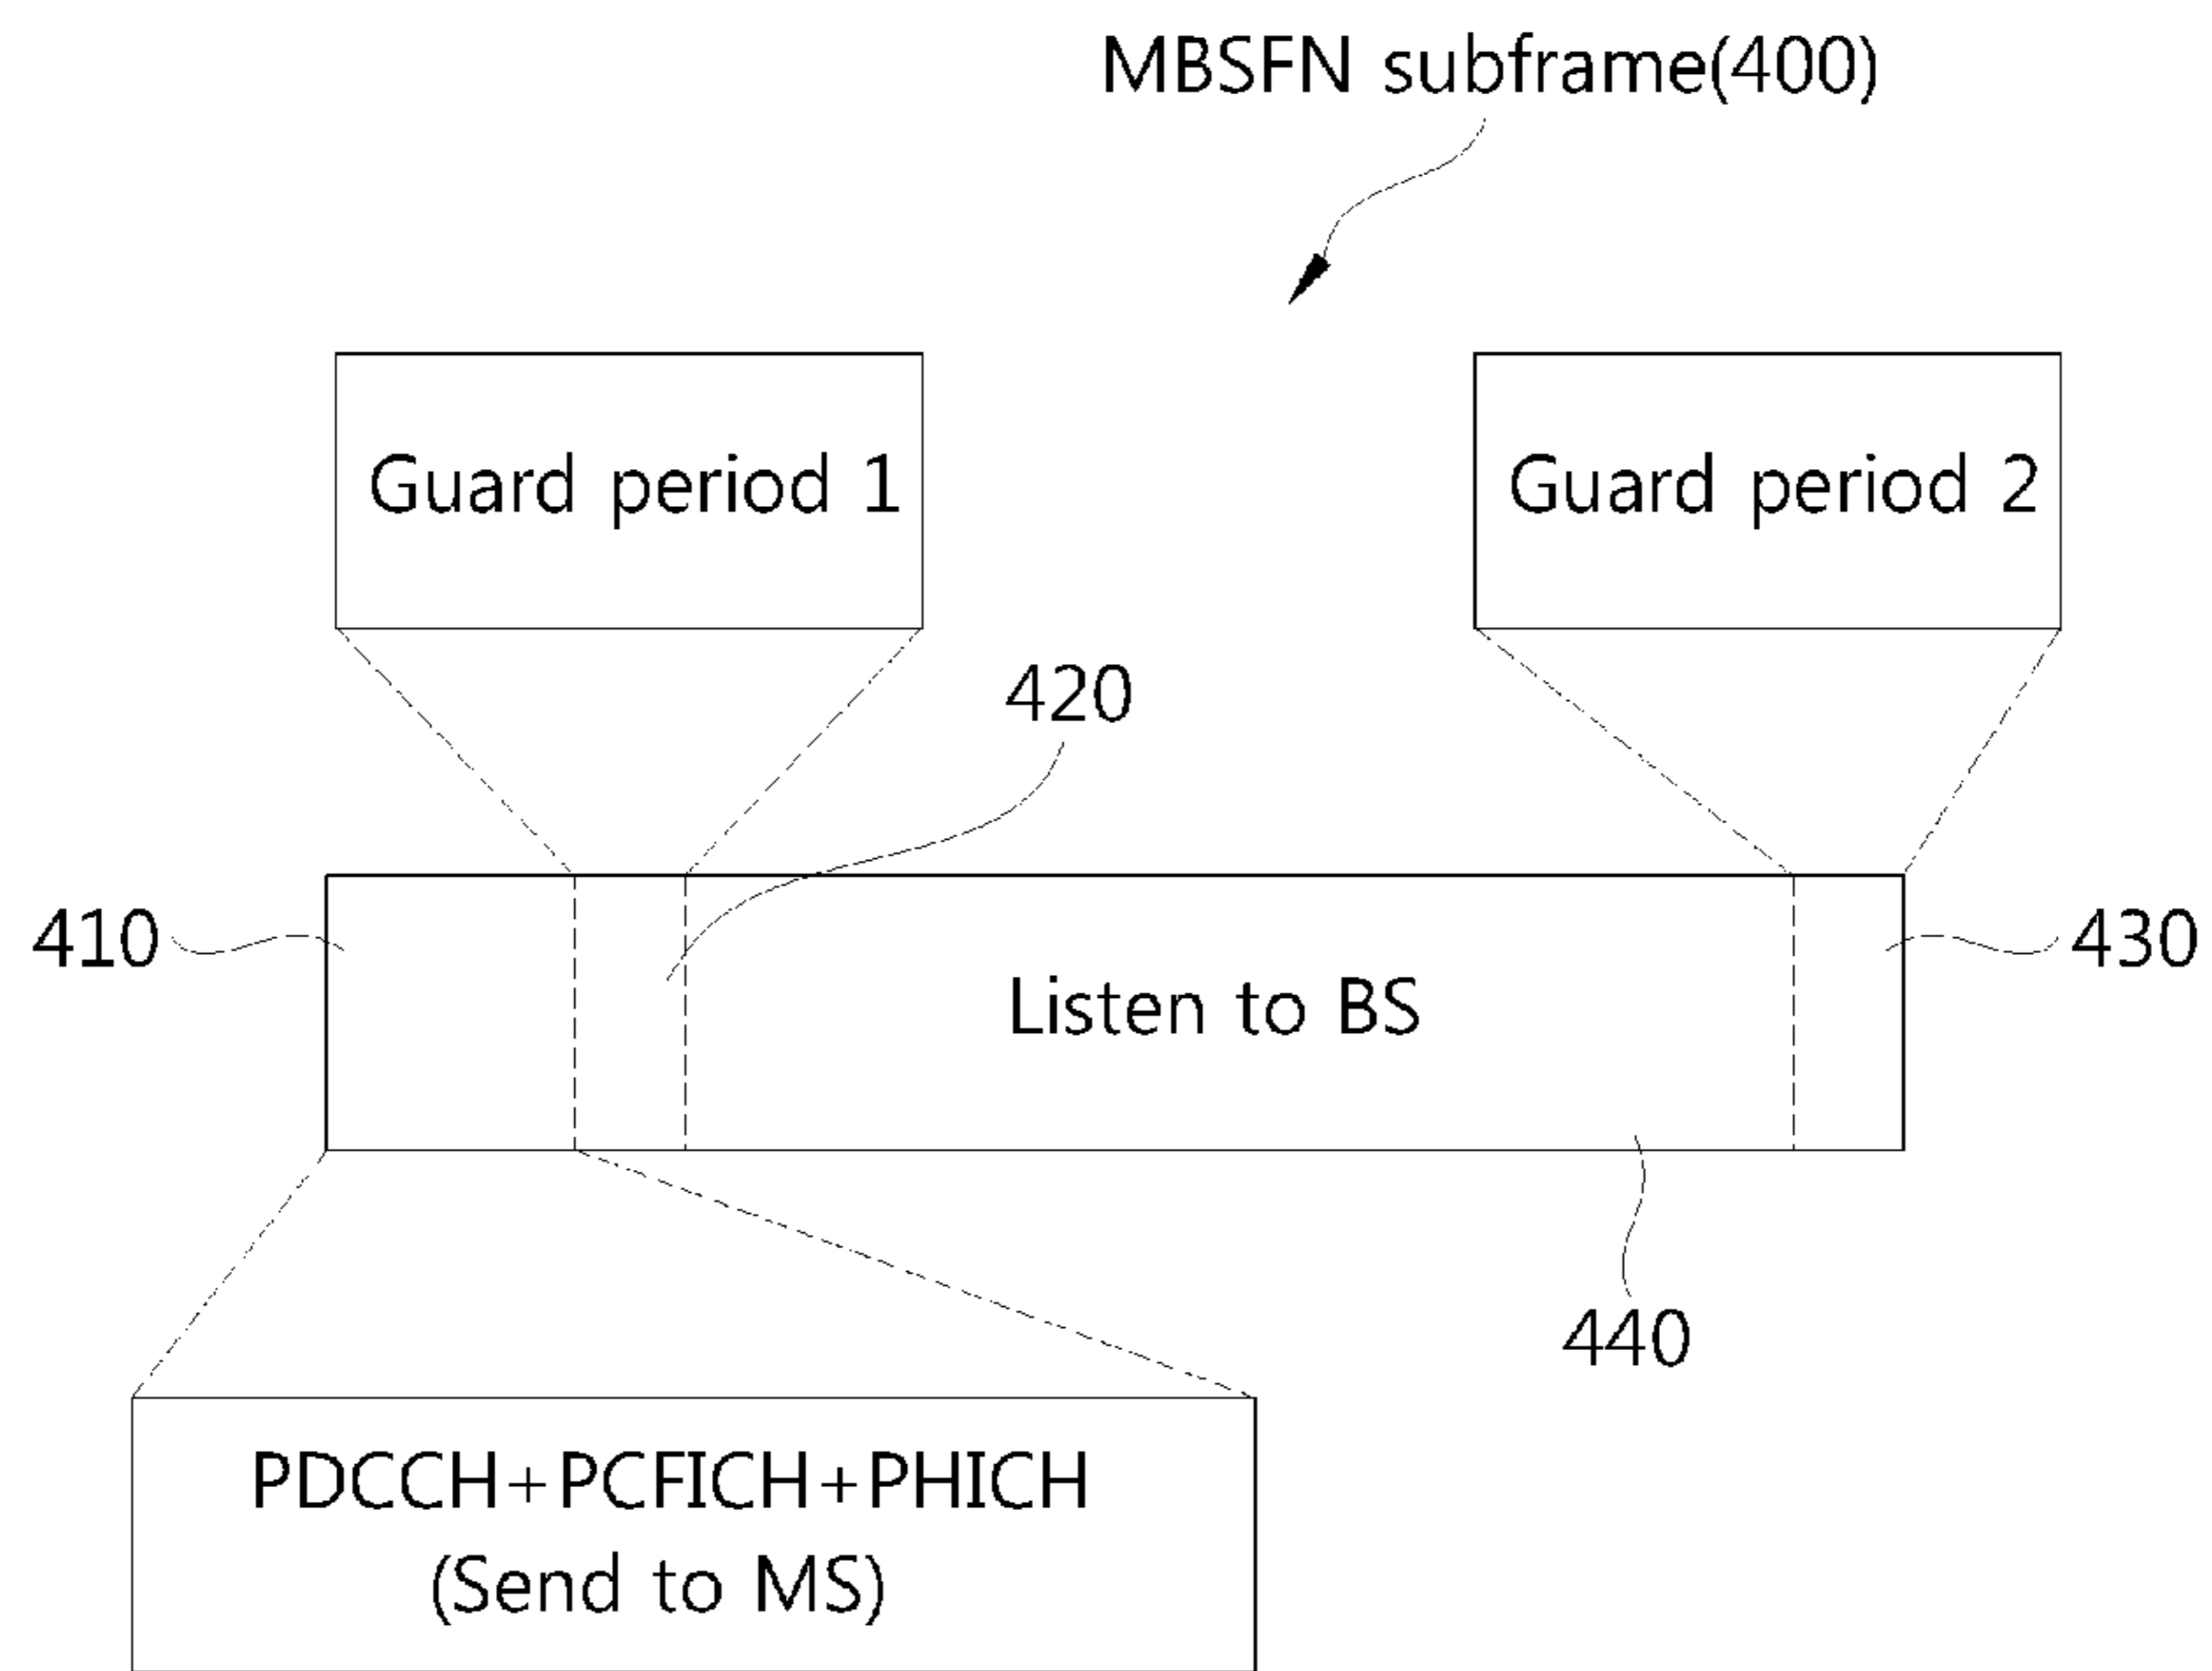 MBSFN subframe(400)
Guard period 1
Guard period 2
420
410
Listen to BS
430
440
PDCCH+PCFICH+PHICH
(Send to MS)